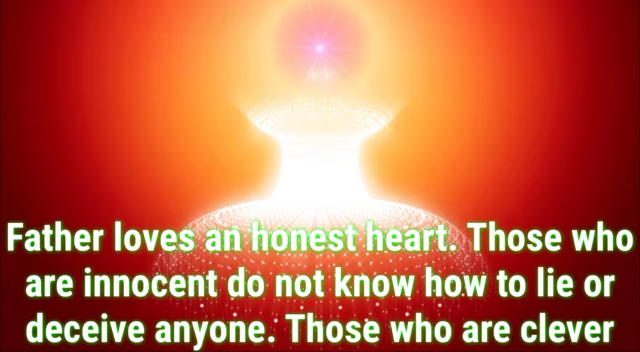 Father loves an honest heart. Those who
are innocent do not know how to lie or
deceive anyone. Those who are clever